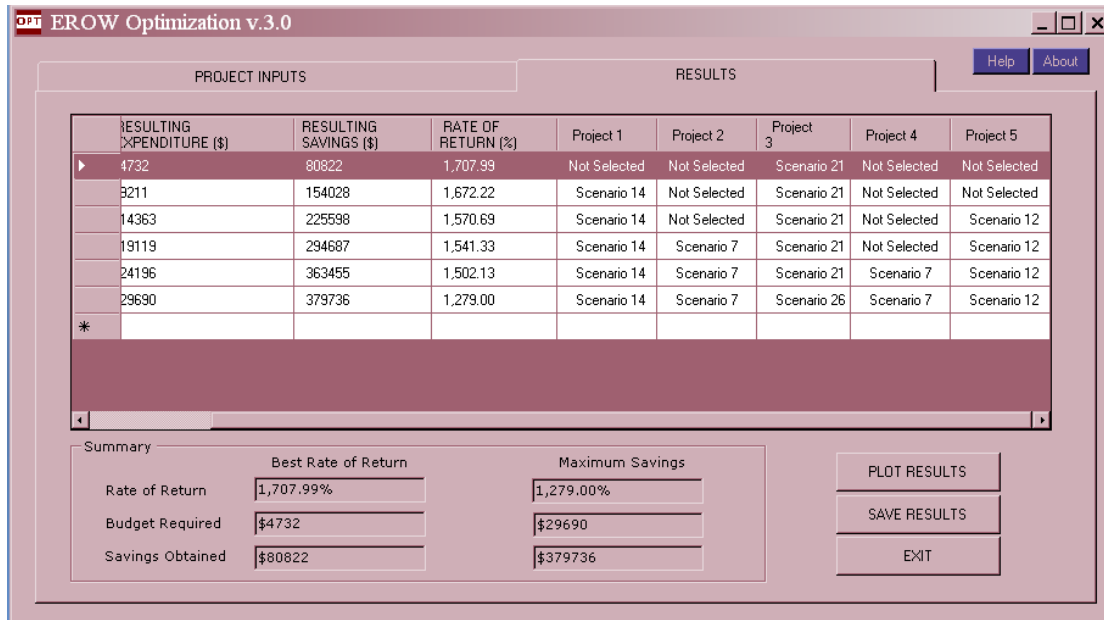 OPT EROW Optimization v.3.0
Help About
PROJECT INPUTS RESULTS
RESULTING EXPENDITURE ($) RESULTING SAVINGS ($) RATE OF RETURN (%) Project 1 Project 2 Project 3 Project 4 Project 5
4732 80822 1,707.99 Not Selected Not Selected Scenario 21 Not Selected Not Selected
9211 154028 1,672.22 Scenario 14 Not Selected Scenario 21 Not Selected Not Selected
14363 225598 1,570.69 Scenario 14 Not Selected Scenario 21 Not Selected Scenario 12
19119 294687 1,541.33 Scenario 14 Scenario 7 Scenario 21 Not Selected Scenario 12
24196 363455 1,502.13 Scenario 14 Scenario 7 Scenario 21 Scenario 7 Scenario 12
29690 379736 1,279.00 Scenario 14 Scenario 7 Scenario 26 Scenario 7 Scenario 12
Summary
Best Rate of Return Maximum Savings
Rate of Return 1,707.99% 1,279.00%
Budget Required $4732 $29690
Savings Obtained $80822 $379736
PLOT RESULTS
SAVE RESULTS
EXIT